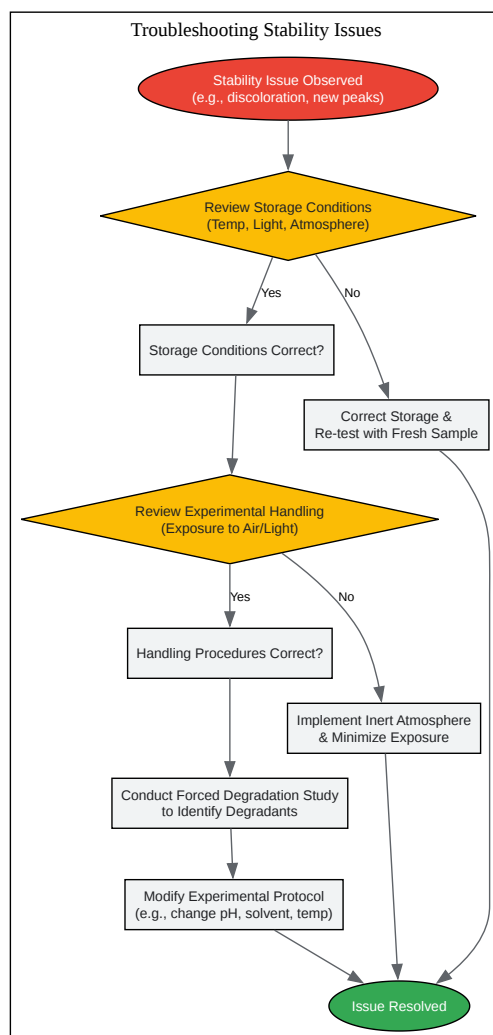 Troubleshooting Stability Issues
Stability Issue Observed
(e.g., discoloration, new peaks)
Review Storage Conditions
(Temp, Light, Atmosphere)
Yes
No
Storage Conditions Correct?
Correct Storage &
Re-test with Fresh Sample
Review Experimental Handling
(Exposure to Air/Light)
Yes
No
Handling Procedures Correct?
Implement Inert Atmosphere
& Minimize Exposure
Conduct Forced Degradation Study
to Identify Degradants
Modify Experimental Protocol
(e.g., change pH, solvent, temp)
Issue Resolved